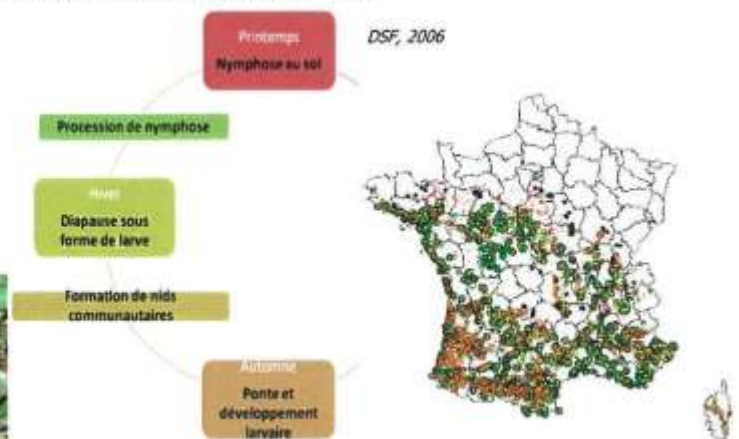 Printemps
Nymphose au sol
DSF, 2006
Procession de nymphose
Hiver
Diapause sous
forme de larve
Formation de nids
communautaires
Automne
Ponte et
développement
larvaire